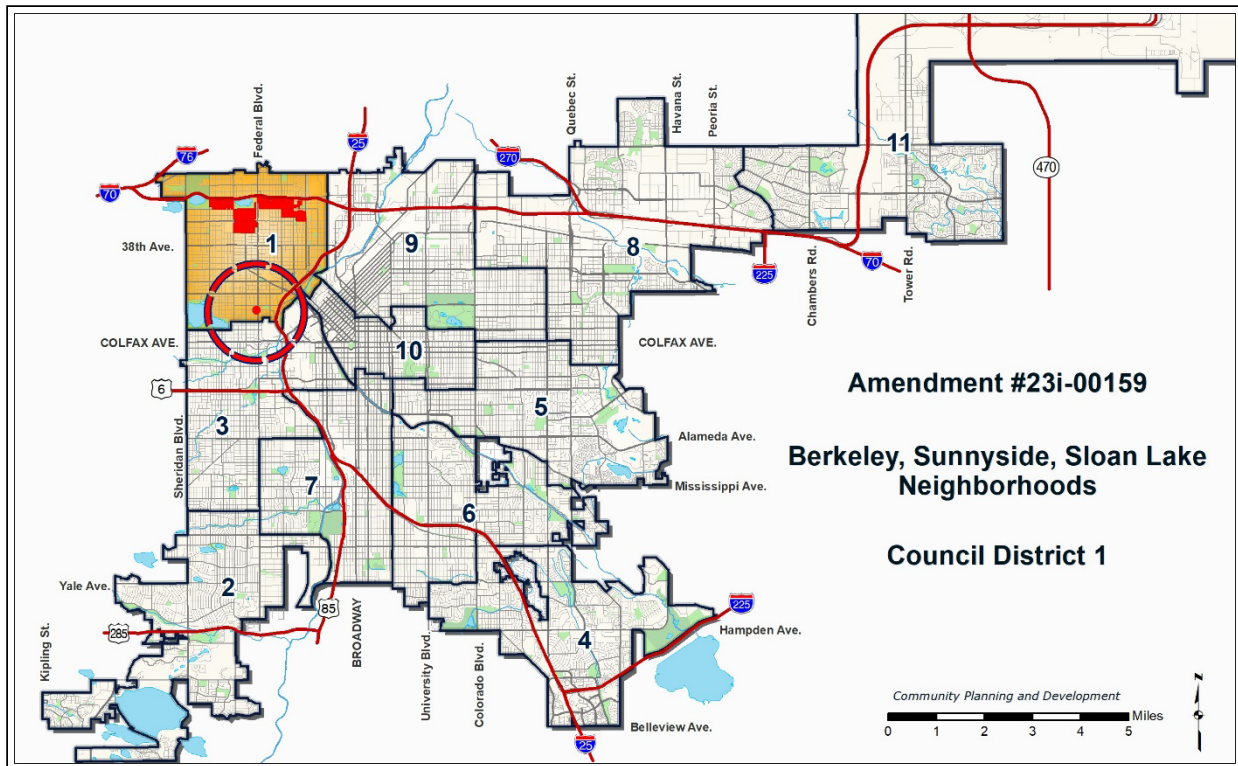 Federal Blvd.
Quebec St.
Havana St.
Peoria St.
76
25
270
11
70
470
38th Ave.
1
9
8
225
70
Chambers Rd.
Tower Rd.
COLFAX AVE.
10
COLFAX AVE.
6
Amendment #23i-00159
3
5
Sheridan Blvd.
Alameda Ave.
Berkeley, Sunnyside, Sloan Lake
Neighborhoods
7
Mississippi Ave.
6
Council District 1
2
Yale Ave.
85
225
285
BROADWAY
University Blvd.
Colorado Blvd.
4
Hampden Ave.
Kipling St.
Community Planning and Development
N
Miles
0 1 2 3 4 5
Belleview Ave.
25